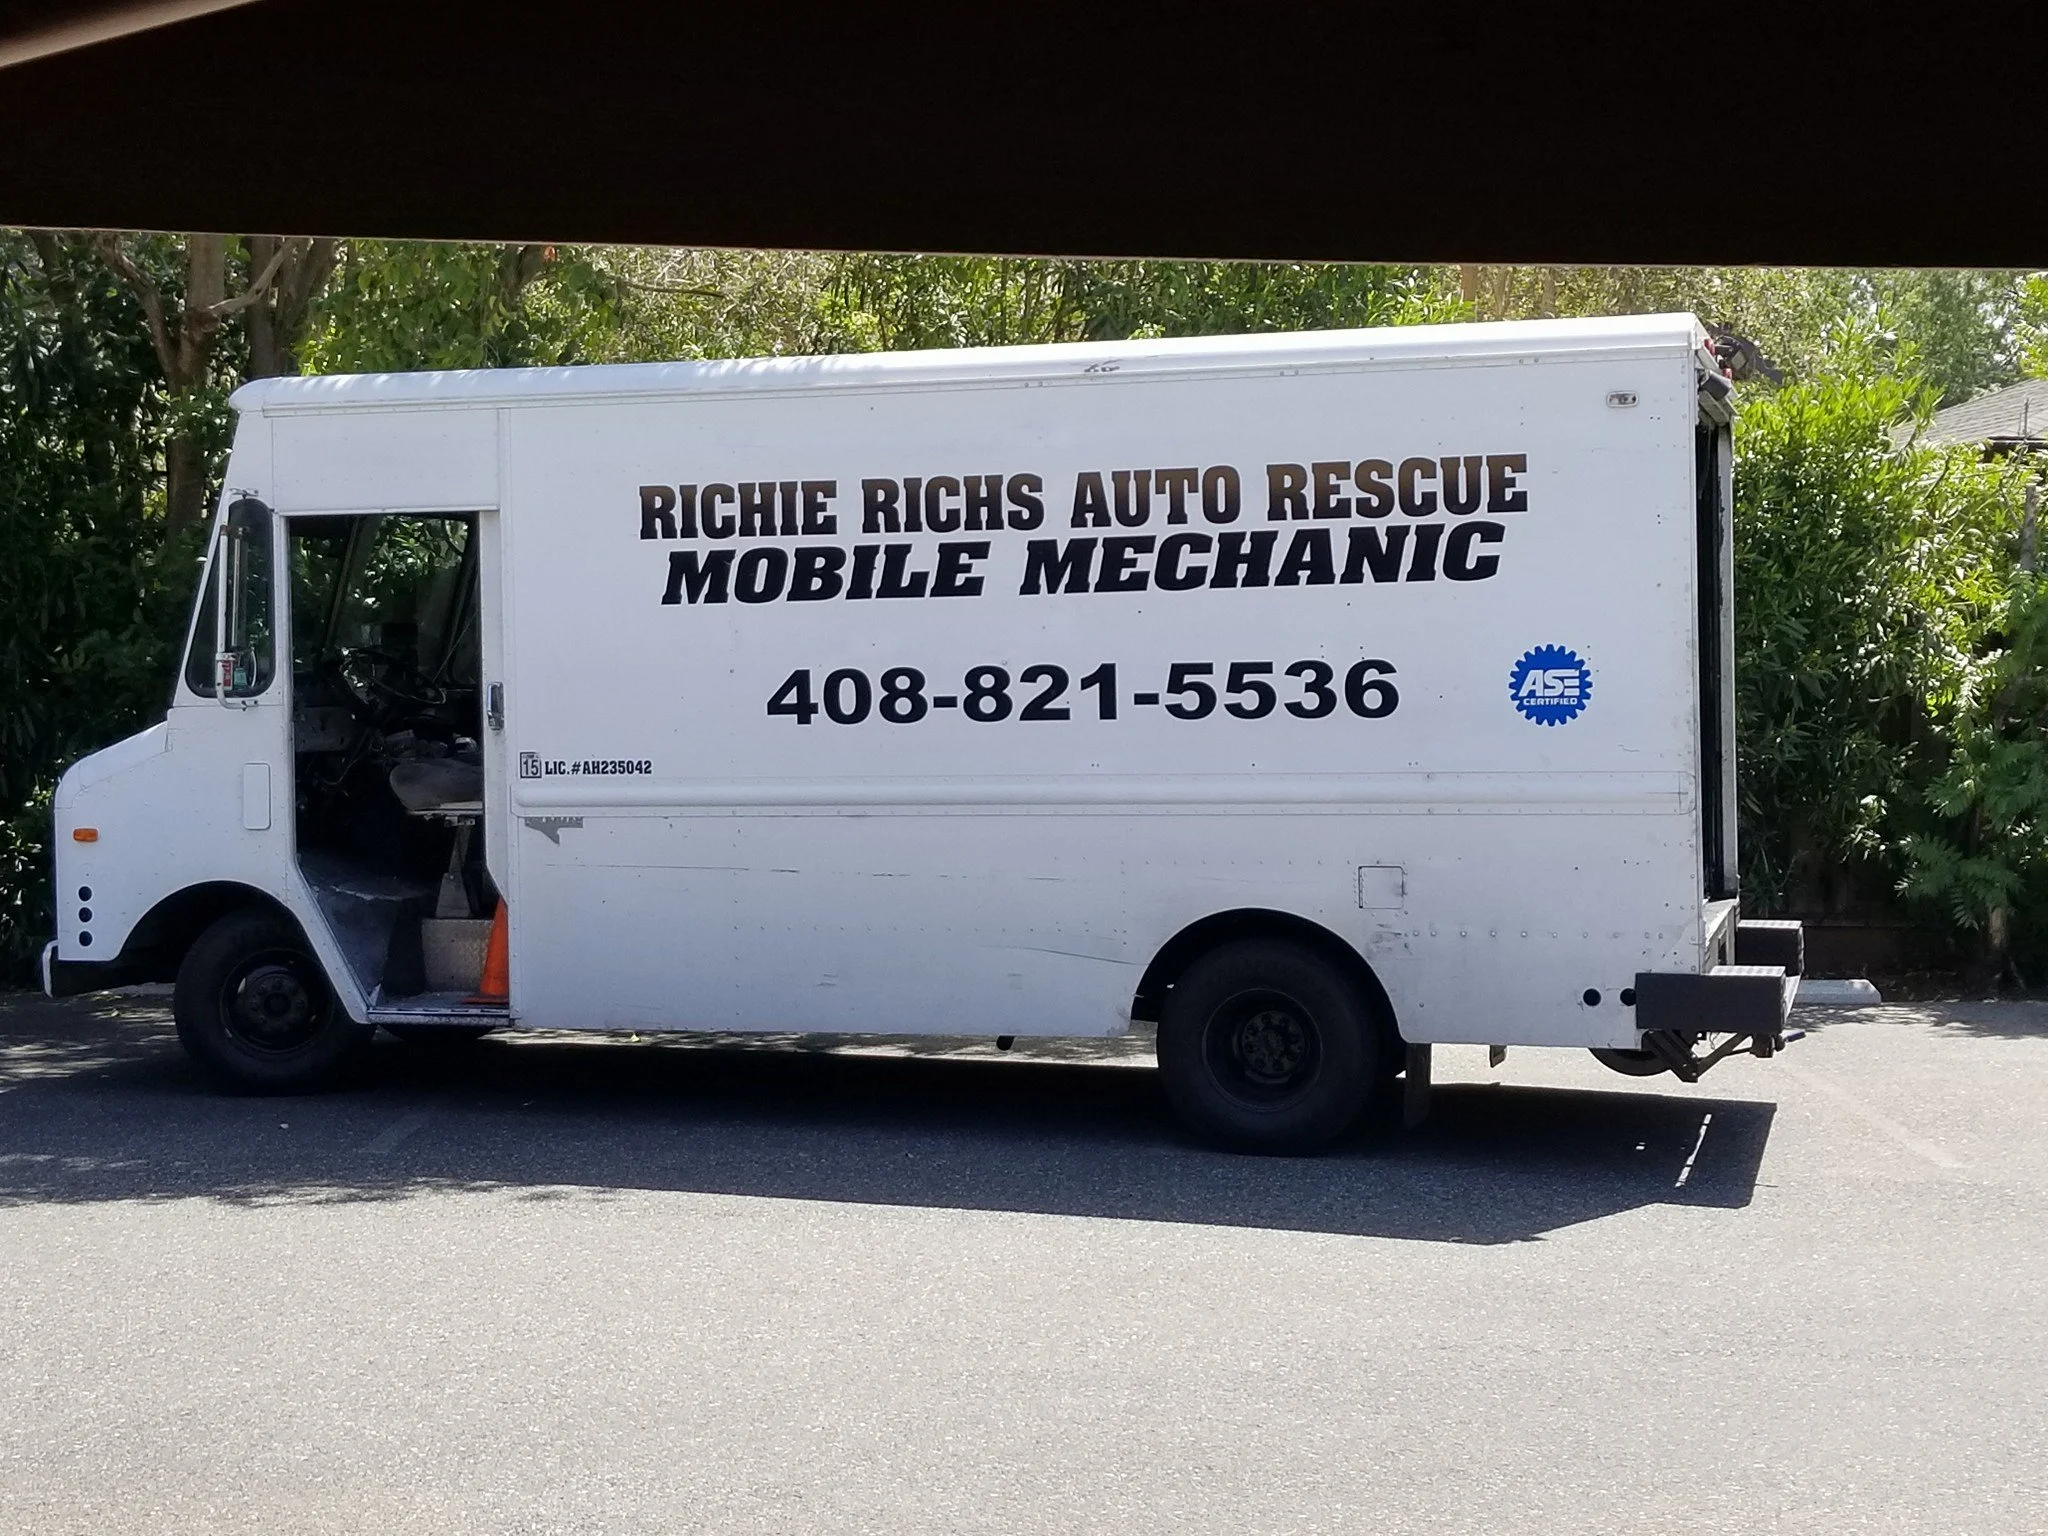 RICHIE RICHS AUTO RESCUE
MOBILE MECHANIC
408-821-5536
ASE
CERTIFIED
15 LIC.#AH235042